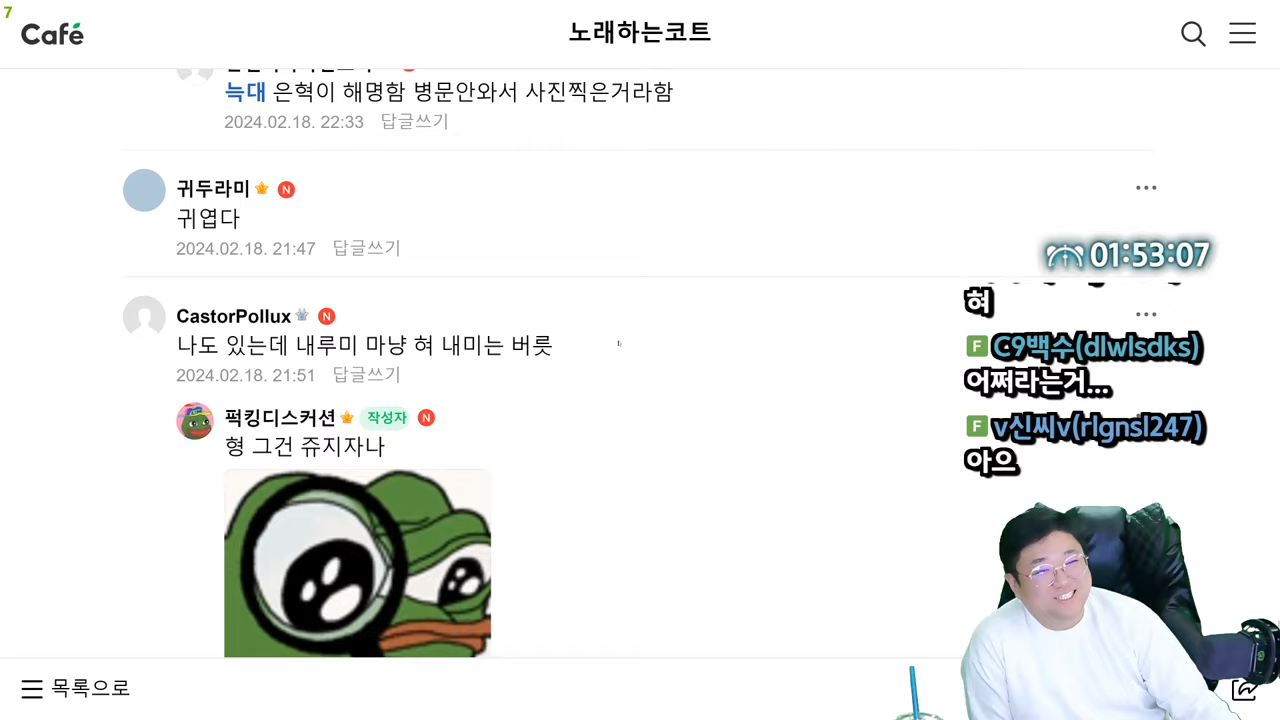 7
Café
노래하는코트
늑대 은혁이 해명함 병문안와서 사진찍은거라함
2024.02.18. 22:33 답글쓰기
귀두라미 N
귀엽다
2024.02.18. 21:47 답글쓰기
01:53:07
CastorPollux N
나도 있는데 내루미 마냥 혀 내미는 버릇
2024.02.18. 21:51 답글쓰기
퍽킹디스커션 작성자 N
형 그건 쥬지자나
혀
F C9백수(dlwlsdks)
어쩌라는거...
F v신씨v(rlgnsl247)
아으
목록으로